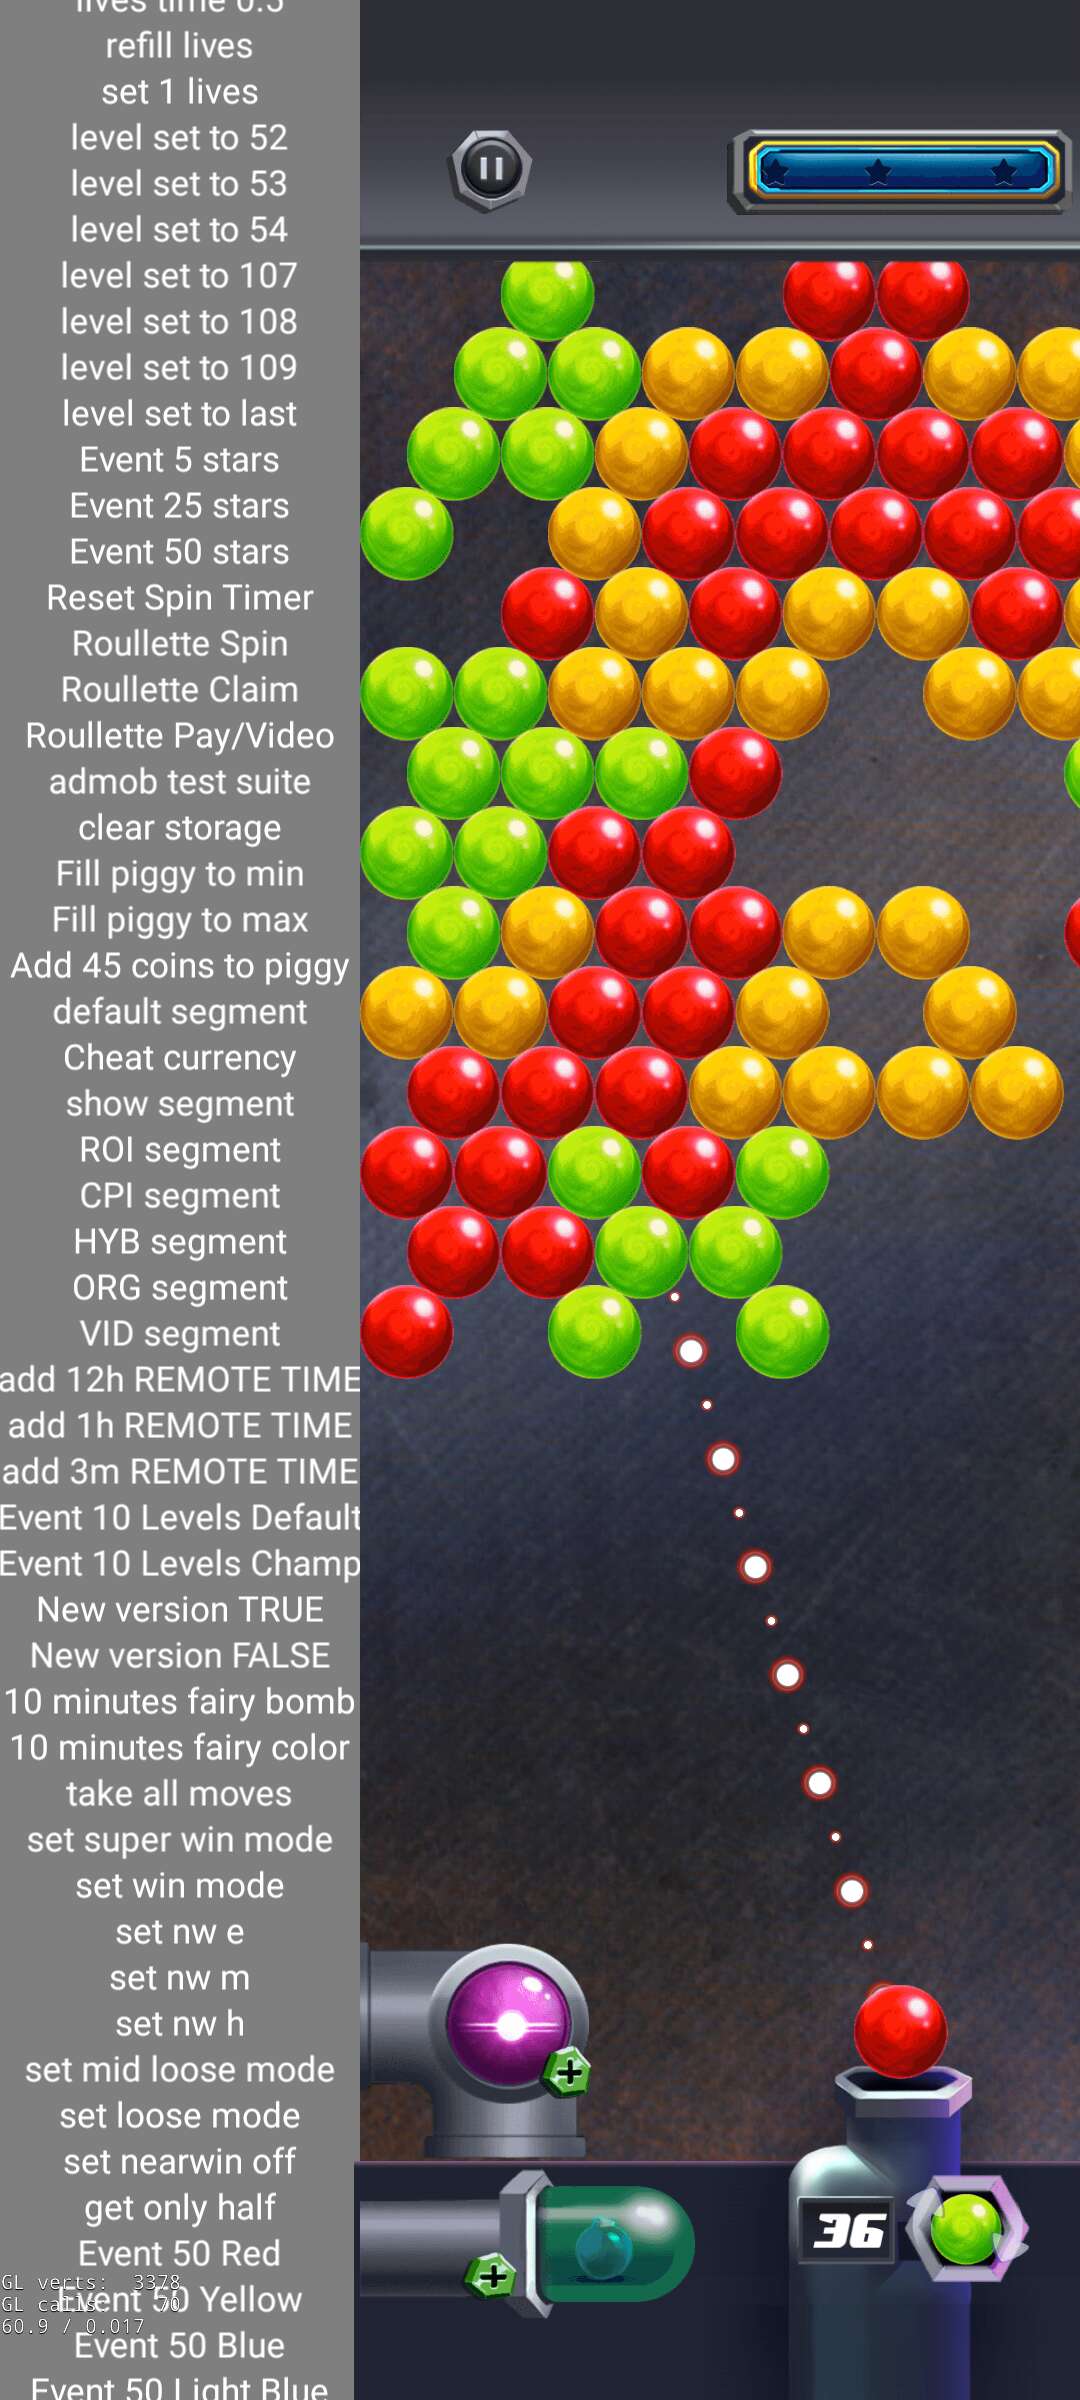 lives time 0.5
refill lives
set 1 lives
level set to 52
level set to 53
level set to 54
level set to 107
level set to 108
level set to 109
level set to last
Event 5 stars
Event 25 stars
Event 50 stars
Reset Spin Timer
Roullette Spin
Roullette Claim
Roullette Pay/Video
admob test suite
clear storage
Fill piggy to min
Fill piggy to max
Add 45 coins to piggy
default segment
Cheat currency
show segment
ROI segment
CPI segment
HYB segment
ORG segment
VID segment
add 12h REMOTE TIME
add 1h REMOTE TIME
add 3m REMOTE TIME
Event 10 Levels Default
Event 10 Levels Champ
New version TRUE
New version FALSE
10 minutes fairy bomb
10 minutes fairy color
take all moves
set super win mode
set win mode
set nw e
set nw m
set nw h
set mid loose mode
set loose mode
set nearwin off
get only half
Event 50 Red
Event 50 Yellow
Event 50 Blue
Event 50 Light Blue
GL verts: 3378
GL calls: 70
60.9 / 0.017
36